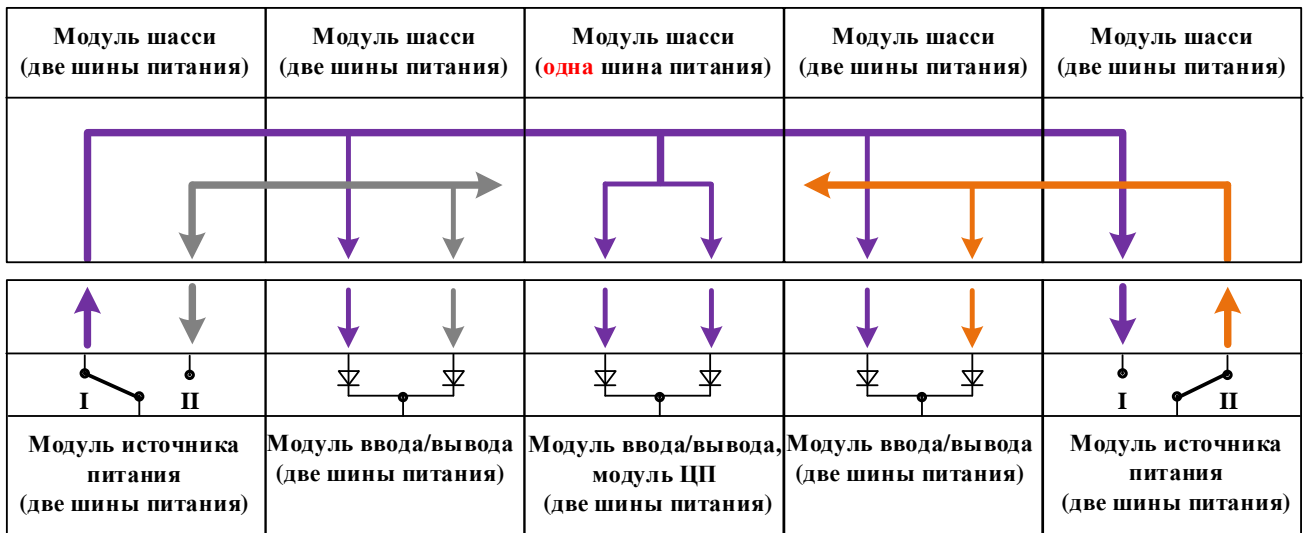 Модуль шасси
(две шины питания)
Модуль шасси
(две шины питания)
Модуль шасси
(одна шина питания)
Модуль шасси
(две шины питания)
Модуль шасси
(две шины питания)
I
II
I
II
Модуль источника
питания
(две шины питания)
Модуль ввода/вывода
(две шины питания)
Модуль ввода/вывода,
модуль ЦП
(две шины питания)
Модуль ввода/вывода
(две шины питания)
Модуль источника
питания
(две шины питания)